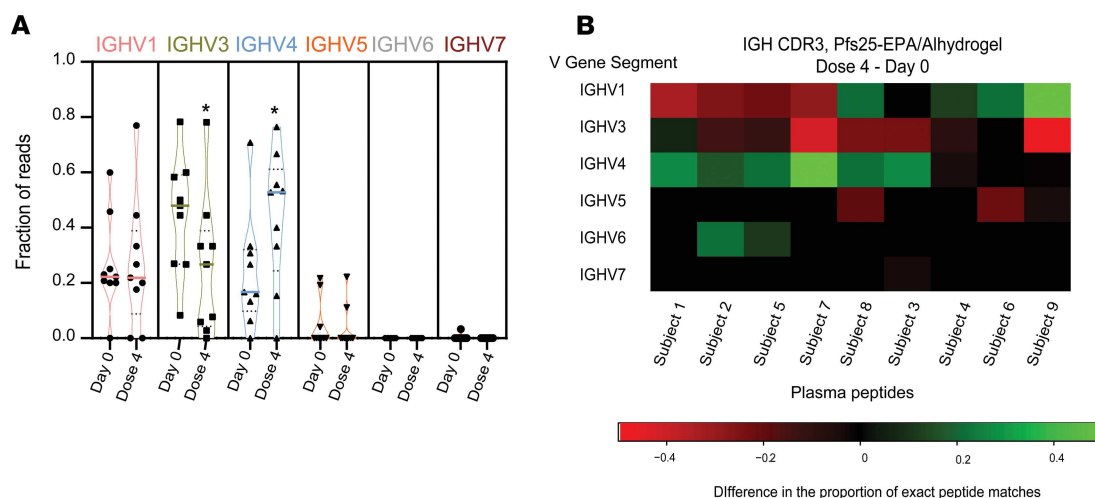 A
IGHV1 IGHV3 IGHV4 IGHV5 IGHV6 IGHV7
Fraction of reads
1.0
0.8
0.6
0.4
0.2
0.0
* *
Day 0 Dose 4 Day 0 Dose 4 Day 0 Dose 4 Day 0 Dose 4 Day 0 Dose 4 Day 0 Dose 4
B
IGH CDR3, Pfs25-EPA/Alhydrogel
Dose 4 - Day 0
V Gene Segment
IGHV1
IGHV3
IGHV4
IGHV5
IGHV6
IGHV7
Subject 1 Subject 2 Subject 5 Subject 7 Subject 8 Subject 3 Subject 4 Subject 6 Subject 9
Plasma peptides
−0.4 −0.2 0 0.2 0.4
DIfference in the proportion of exact peptide matches